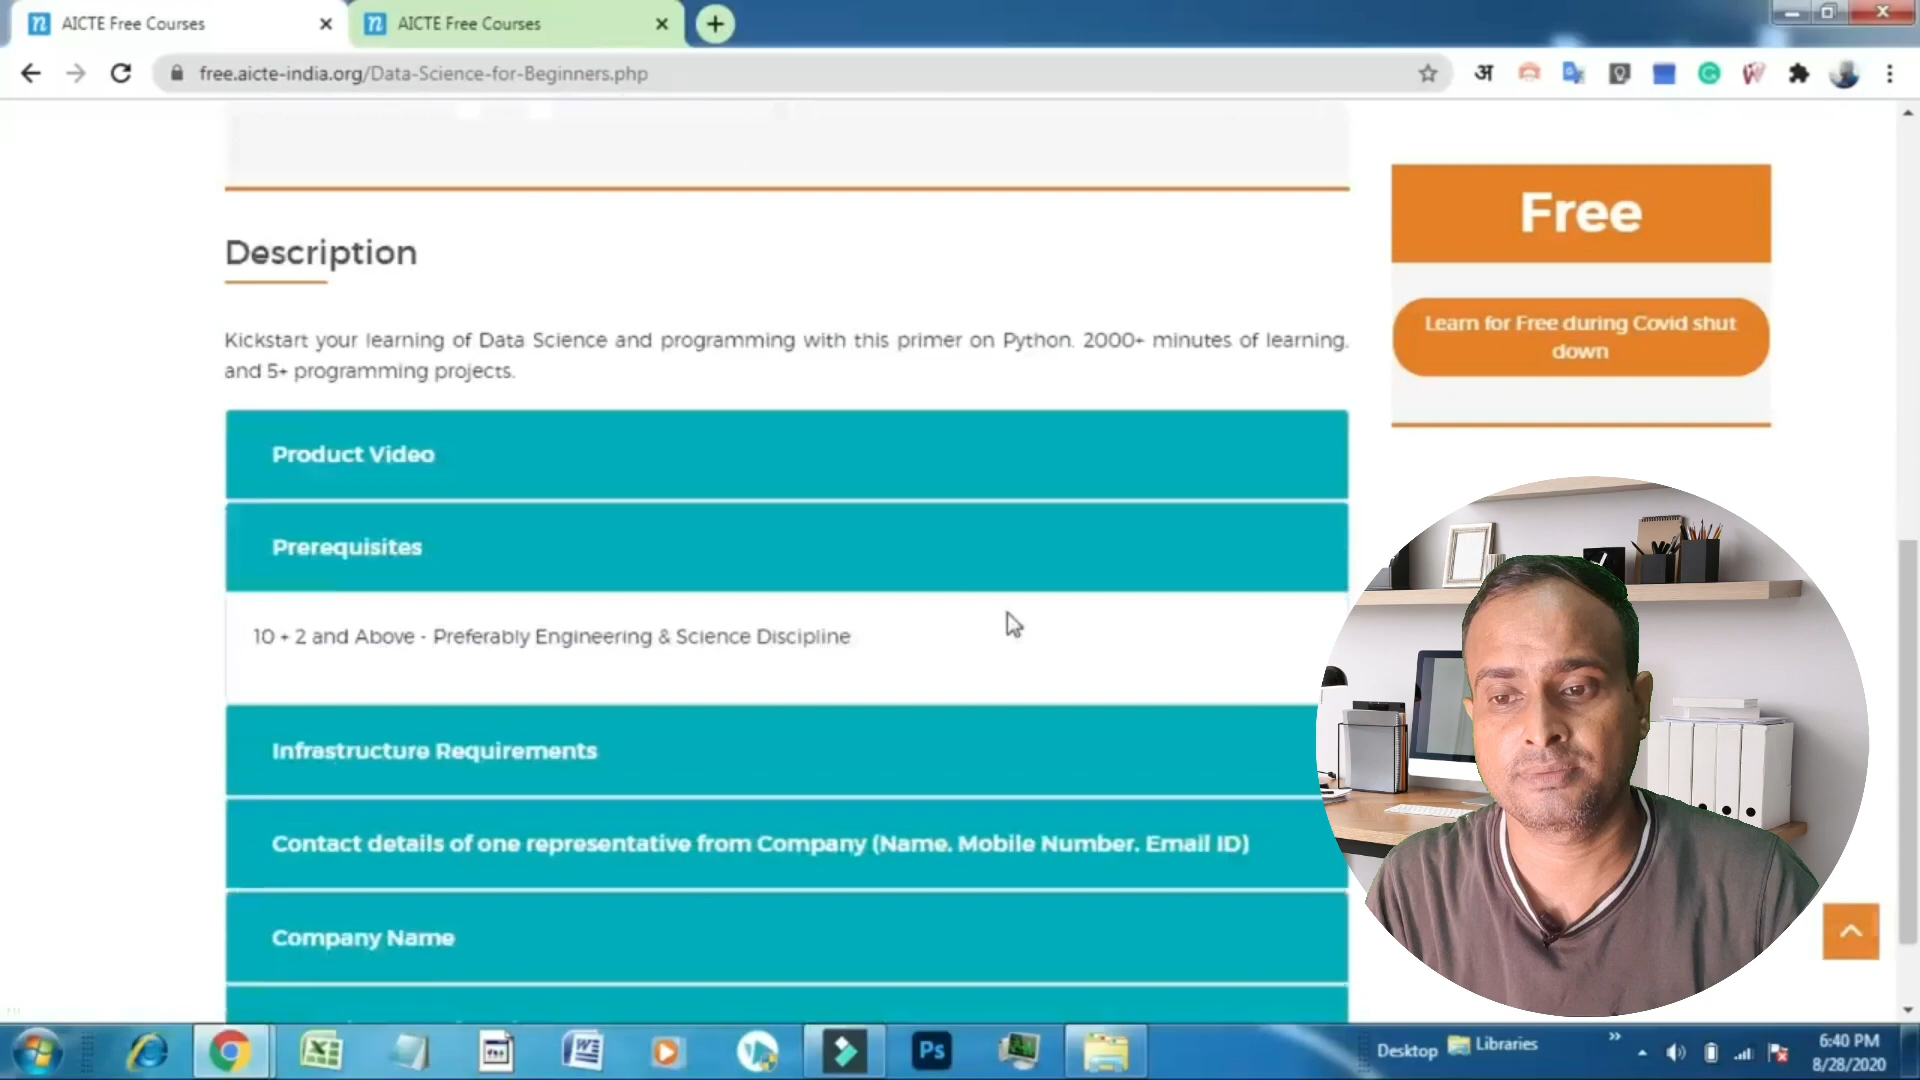 AICTE Free Courses
AICTE Free Courses
free.aicte-india.org/Data-Science-for-Beginners.php
अ
Description
Kickstart your learning of Data Science and programming with this primer on Python. 2000+ minutes of learning.
and 5+ programming projects.
Product Video
Prerequisites
10 + 2 and Above - Preferably Engineering & Science Discipline
Infrastructure Requirements
Contact details of one representative from Company (Name. Mobile Number. Email ID)
Company Name
Free
Learn for Free during Covid shut
down
Ps
Desktop
Libraries
6:40 PM
8/28/2020